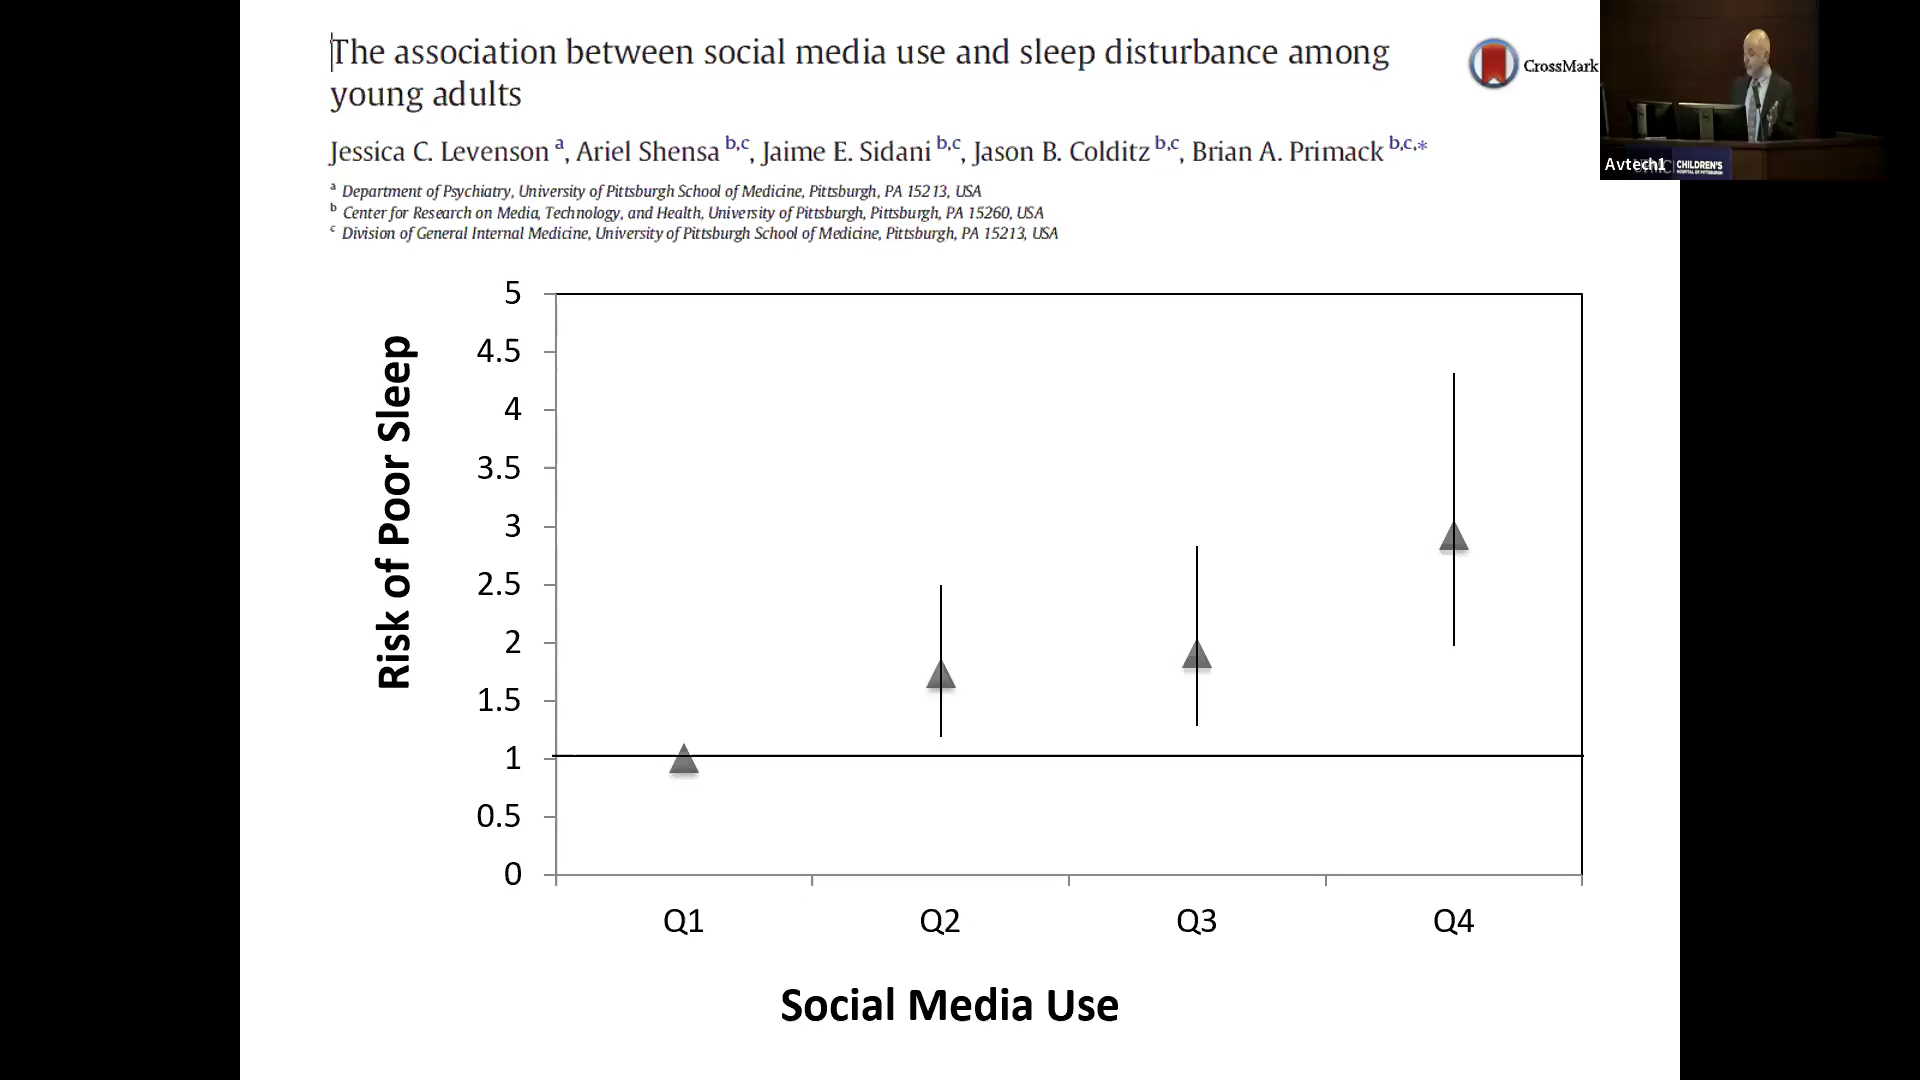 The association between social media use and sleep disturbance among
young adults
CrossMark
Jessica C. Levenson a, Ariel Shensa b,c, Jaime E. Sidani b,c, Jason B. Colditz b,c, Brian A. Primack b,c,*
a Department of Psychiatry, University of Pittsburgh School of Medicine, Pittsburgh, PA 15213, USA
b Center for Research on Media, Technology, and Health, University of Pittsburgh, Pittsburgh, PA 15260, USA
c Division of General Internal Medicine, University of Pittsburgh School of Medicine, Pittsburgh, PA 15213, USA
Avtech1
CHILDREN'S
HOSPITAL OF PITTSBURGH
Risk of Poor Sleep
5
4.5
4
3.5
3
2.5
2
1.5
1
0.5
0
Q1 Q2 Q3 Q4
Social Media Use